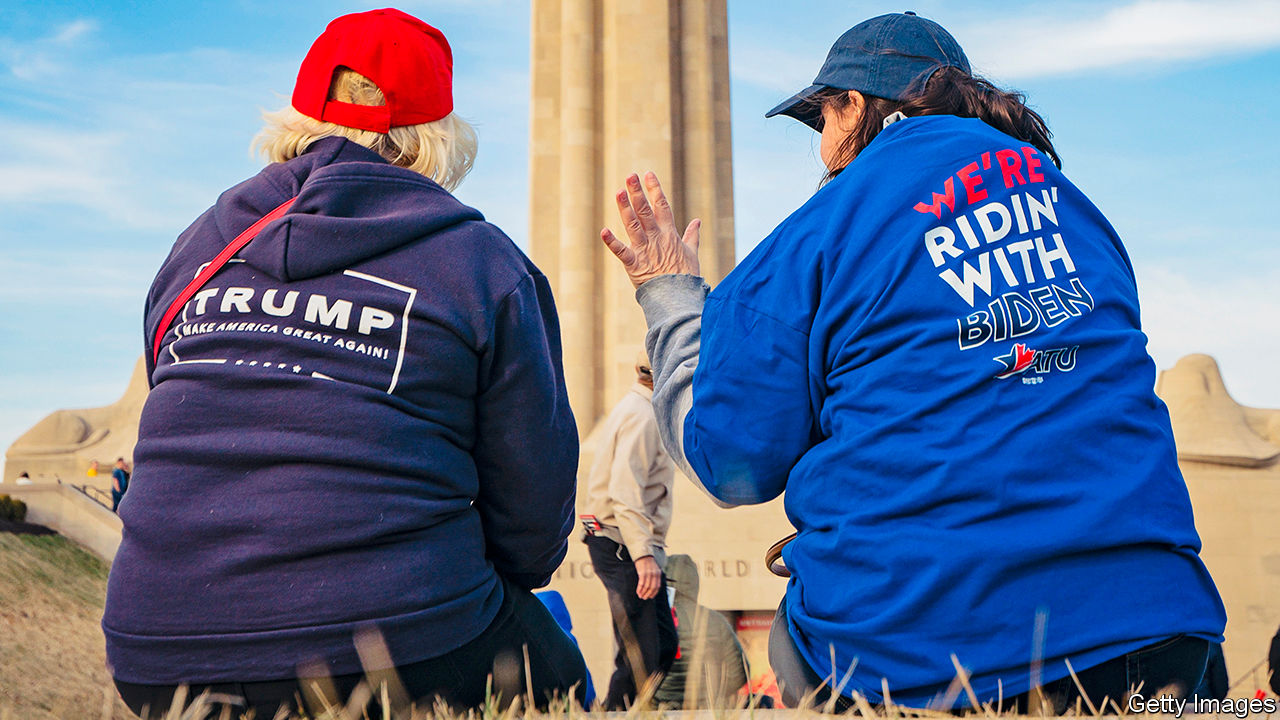 TRUMP
MAKE AMERICA GREAT AGAIN!
WE'RE
RIDIN'
WITH
BIDEN
ATU
Getty Images